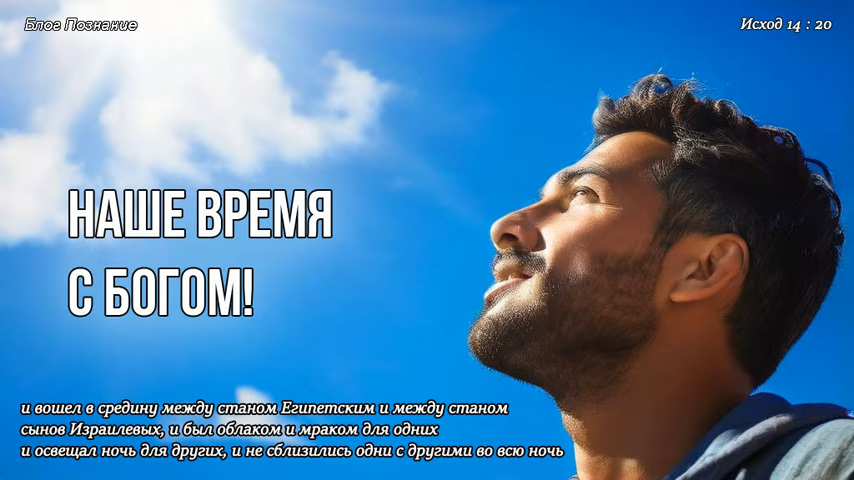 Блог Познание
Исход 14 : 20
НАШЕ ВРЕМЯ
С БОГОМ!
и вошел в средину между станом Египетским и между станом
сынов Израилевых, и был облаком и мраком для одних
и освещал ночь для других, и не сблизились одни с другими во всю ночь